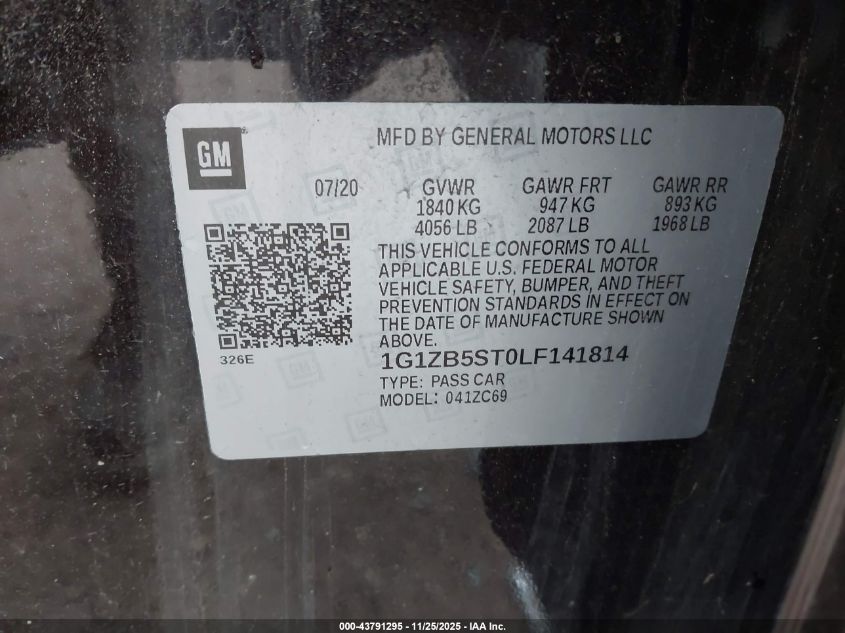 GM
MFD BY GENERAL MOTORS LLC
07/20 GVWR GAWR FRT GAWR RR
1840 KG 947 KG 893 KG
4056 LB 2087 LB 1968 LB
THIS VEHICLE CONFORMS TO ALL
APPLICABLE U.S. FEDERAL MOTOR
VEHICLE SAFETY, BUMPER, AND THEFT
PREVENTION STANDARDS IN EFFECT ON
THE DATE OF MANUFACTURE SHOWN
ABOVE.
326E
1G1ZB5ST0LF141814
TYPE: PASS CAR
MODEL: 041ZC69
000-43791295 - 11/25/2025 - IAA Inc.